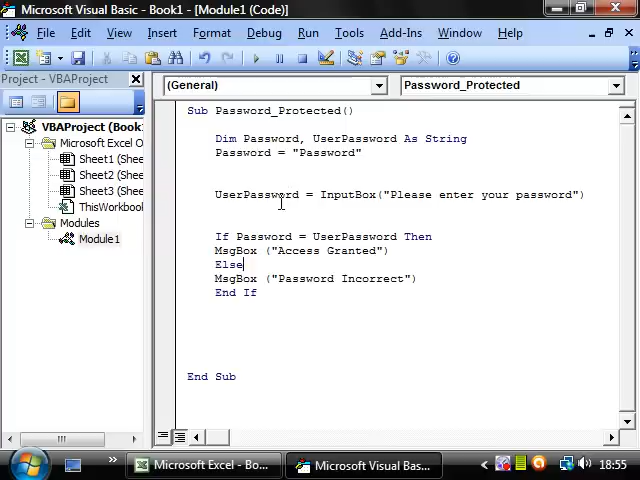 Microsoft Visual Basic - Book1 - [Module1 (Code)]
File Edit View Insert Format Debug Run Tools Add-Ins Window Help
Project - VBAProject
(General) Password_Protected
VBAProject (Book
Microsoft Excel O
Sheet1 (Shee
Sheet2 (Shee
Sheet3 (Shee
ThisWorkbook
Modules
Module1
Sub Password_Protected()
Dim Password, UserPassword As String
Password = "Password"
UserPassword = InputBox("Please enter your password")
If Password = UserPassword Then
MsgBox ("Access Granted")
Else
MsgBox ("Password Incorrect")
End If
End Sub
Microsoft Excel - Bo... Microsoft Visual Bas... 18:55